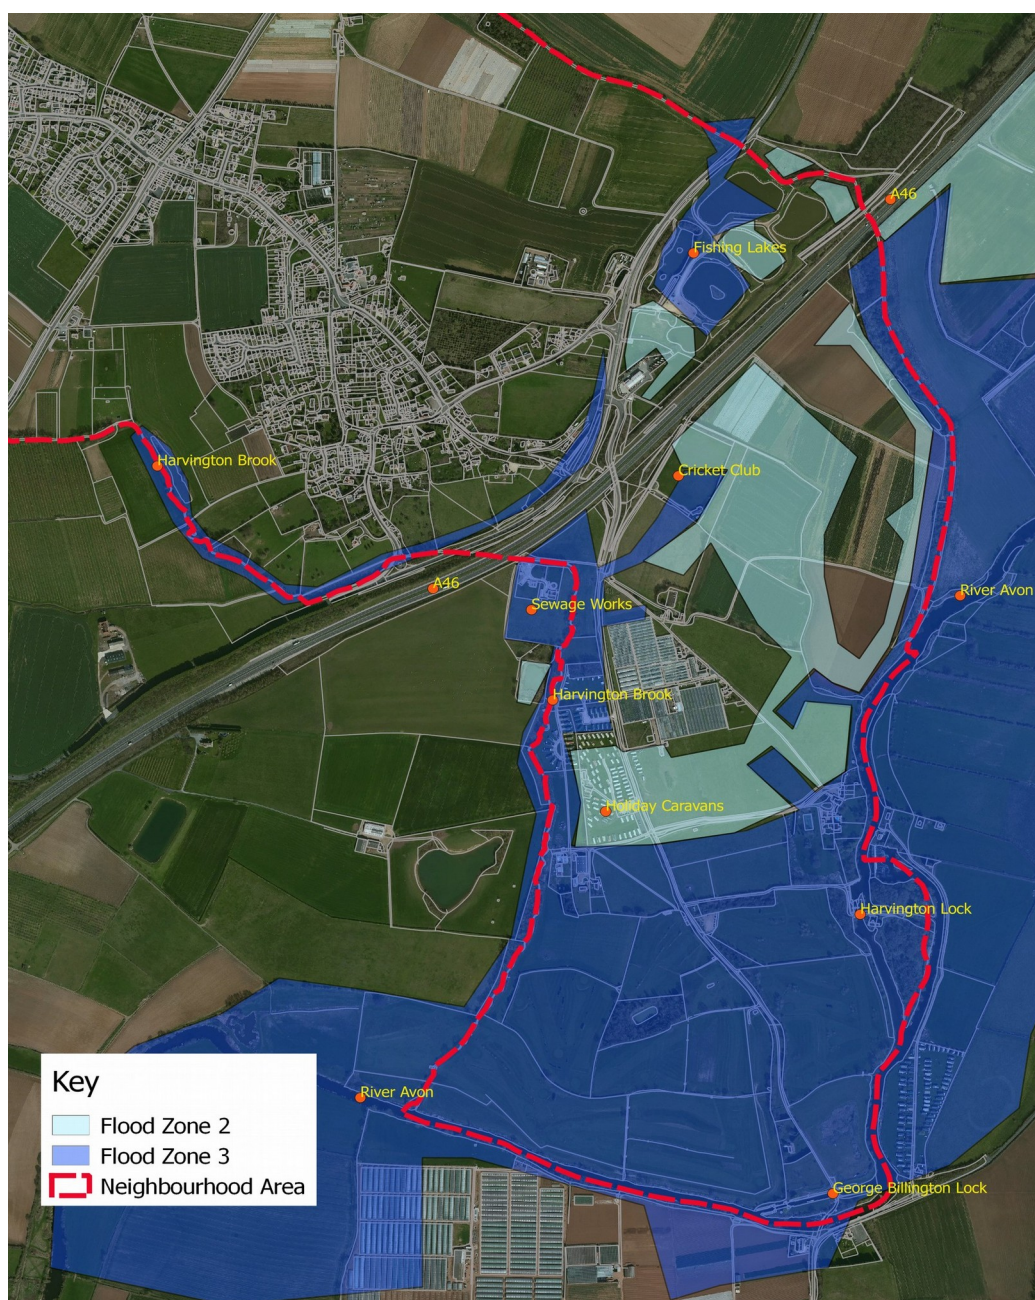 A46
Fishing Lakes
Harvington Brook
Cricket Club
A46
Sewage Works
River Avon
Harvington Brook
Holiday Caravans
Harvington Lock
Key
Flood Zone 2
Flood Zone 3
Neighbourhood Area
River Avon
George Billington Lock